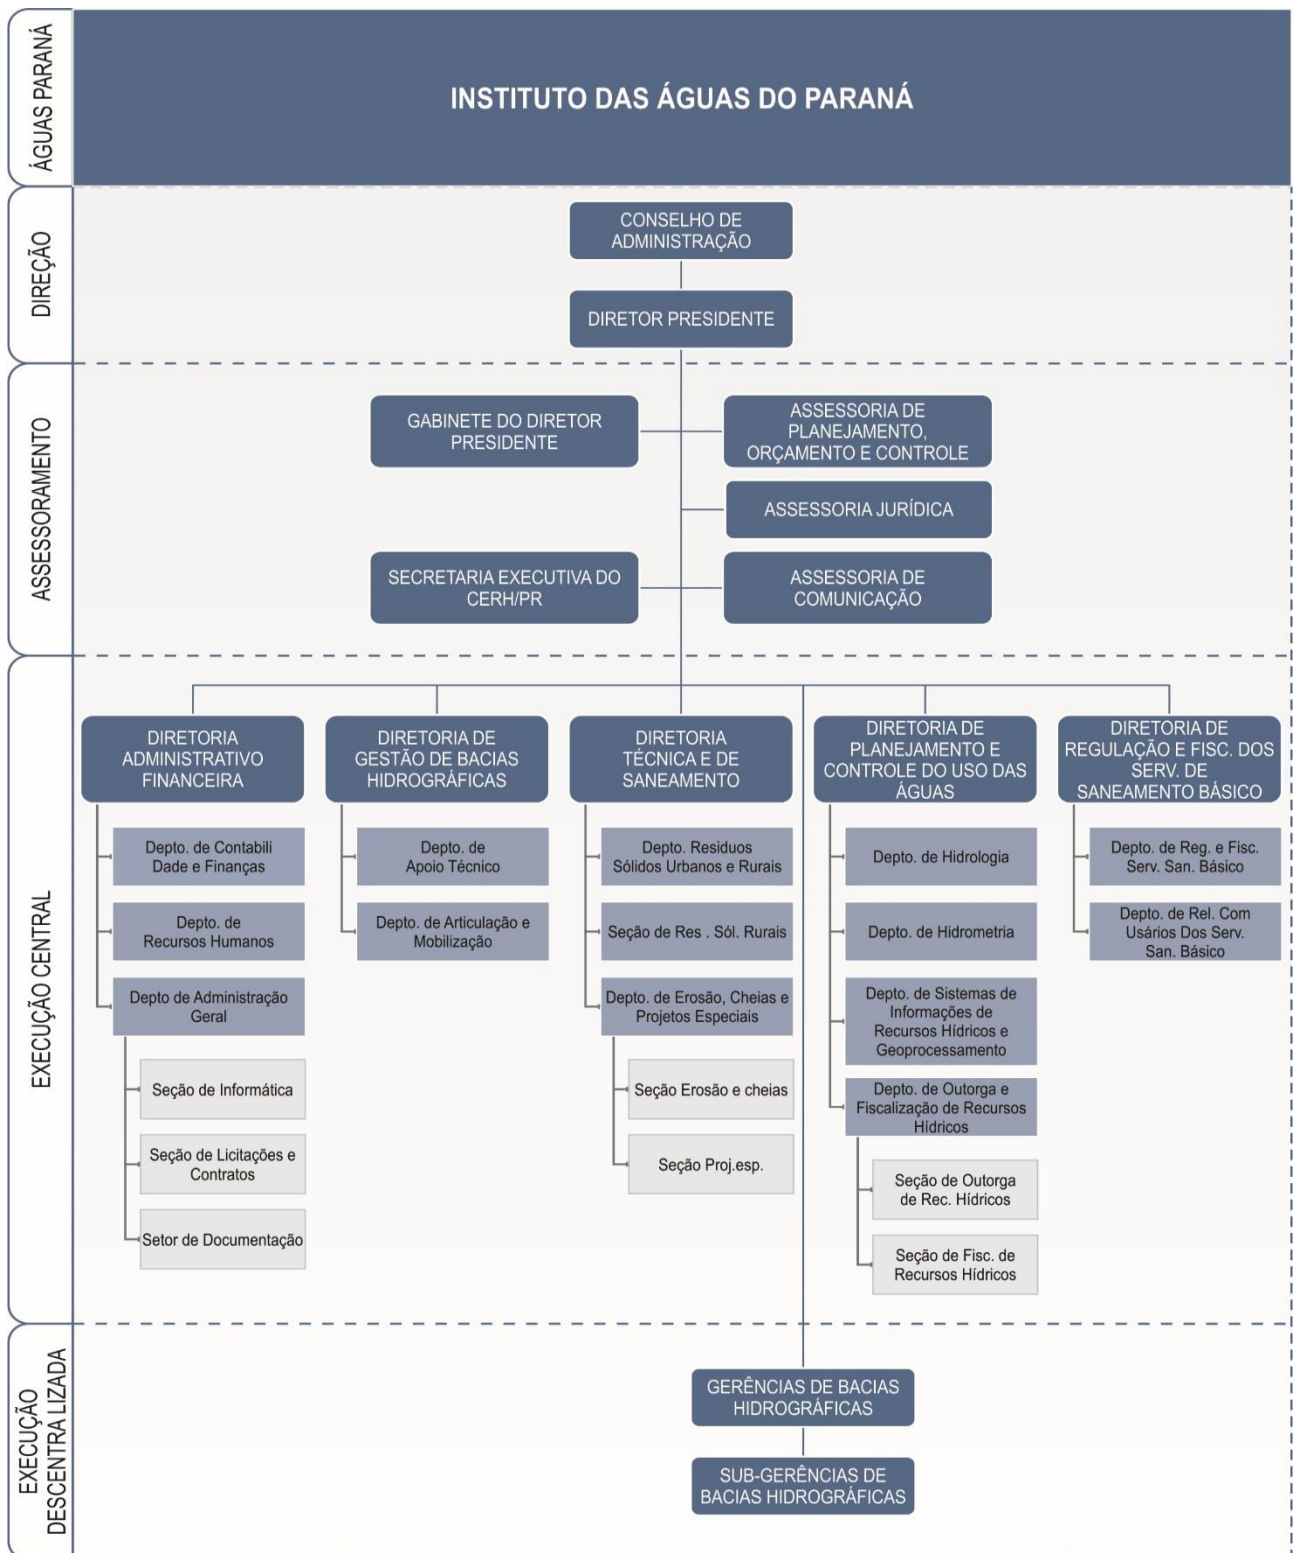 ÁGUAS PARANÁ
INSTITUTO DAS ÁGUAS DO PARANÁ
DIREÇÃO
CONSELHO DE
ADMINISTRAÇÃO
DIRETOR PRESIDENTE
ASSESSORAMENTO
GABINETE DO DIRETOR
PRESIDENTE
ASSESSORIA DE
PLANEJAMENTO,
ORÇAMENTO E CONTROLE
ASSESSORIA JURÍDICA
SECRETARIA EXECUTIVA DO
CERH/PR
ASSESSORIA DE
COMUNICAÇÃO
EXECUÇÃO CENTRAL
DIRETORIA
ADMINISTRATIVO
FINANCEIRA
Depto. de Contabili
Dade e Finanças
Depto. de
Recursos Humanos
Depto de Administração
Geral
Seção de Informática
Seção de Licitações e
Contratos
Setor de Documentação
DIRETORIA DE
GESTÃO DE BACIAS
HIDROGRÁFICAS
Depto. de
Apoio Técnico
Depto. de Articulação e
Mobilização
DIRETORIA
TÉCNICA E DE
SANEAMENTO
Depto. Residuos
Sólidos Urbanos e Rurais
Seção de Res . Sól. Rurais
Depto. de Erosão, Cheias e
Projetos Especiais
Seção Erosão e cheias
Seção Proj.esp.
DIRETORIA DE
PLANEJAMENTO E
CONTROLE DO USO DAS
ÁGUAS
Depto. de Hidrologia
Depto. de Hidrometria
Depto. de Sistemas de
Informações de
Recursos Hídricos e
Geoprocessamento
Depto. de Outorga e
Fiscalização de Recursos
Hídricos
Seção de Outorga
de Rec. Hídricos
Seção de Fisc. de
Recursos Hídricos
DIRETORIA DE
REGULAÇÃO E FISC. DOS
SERV. DE
SANEAMENTO BÁSICO
Depto. de Reg. e Fisc.
Serv. San. Básico
Depto. de Rel. Com
Usários Dos Serv.
San. Básico
EXECUÇÃO
DESCENTRA LIZADA
GERÊNCIAS DE BACIAS
HIDROGRÁFICAS
SUB-GERÊNCIAS DE
BACIAS HIDROGRÁFICAS